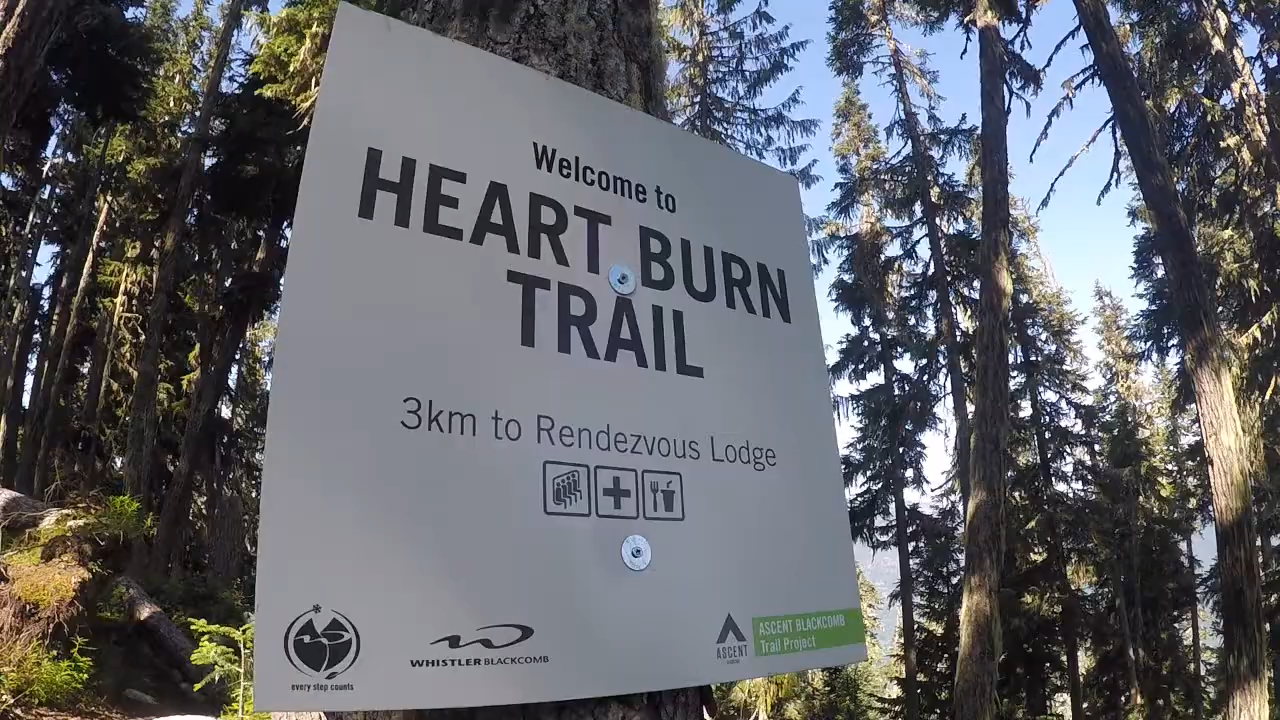 Welcome to
HEART BURN
TRAIL
3km to Rendezvous Lodge
every step counts
WHISTLER BLACKCOMB
ASCENT
ASCENT BLACKCOMB
Trail Project